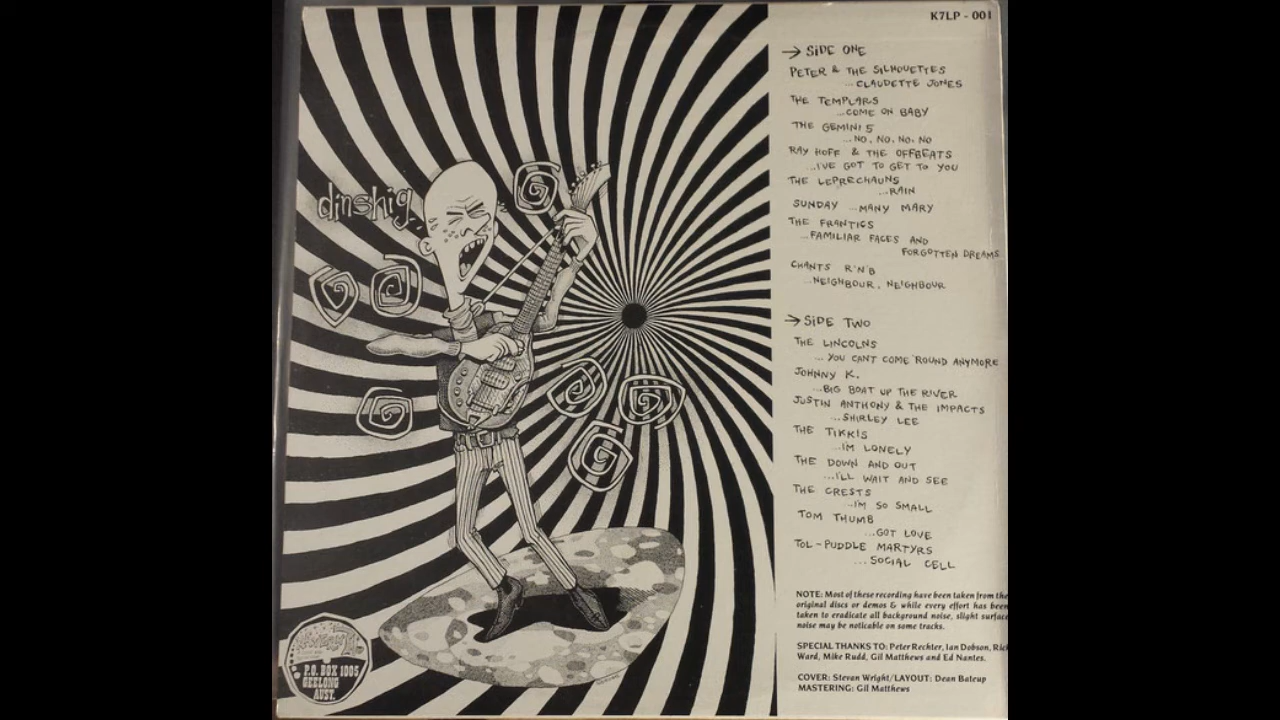 K7LP - 001
→ SIDE ONE
PETER & THE SILHOUETTES
...CLAUDETTE JONES
THE TEMPLARS
...COME ON BABY
THE GEMINI 5
...NO, NO, NO, NO
RAY HOFF & THE OFFBEATS
...I'VE GOT TO GET TO YOU
THE LEPRECHAUNS
...RAIN
SUNDAY ...MANY MARY
THE FRANTICS
...FAMILIAR FACES AND
FORGOTTEN DREAMS
CHANTS R'N'B
...NEIGHBOUR, NEIGHBOUR
→ SIDE TWO
THE LINCOLNS
... YOU CANT COME 'ROUND ANYMORE
JOHNNY K.
...BIG BOAT UP THE RIVER
JUSTIN ANTHONY & THE IMPACTS
...SHIRLEY LEE
THE TIKKIS
...I'M LONELY
THE DOWN AND OUT
...I'LL WAIT AND SEE
THE CRESTS
...I'M SO SMALL
TOM THUMB
...GOT LOVE
TOL-PUDDLE MARTYRS
...SOCIAL CELL
NOTE: Most of these recording have been taken from the
original discs or demos & while every effort has been
taken to eradicate all background noise, slight surface
noise may be noticable on some tracks.
SPECIAL THANKS TO: Peter Rechter, Ian Dobson, Rick
Ward, Mike Rudd, Gil Matthews and Ed Nantes.
COVER: Stevan Wright/LAYOUT: Dean Bateup
MASTERING: Gil Matthews
dinshig
P.O. BOX 1005
GEELONG
AUST.